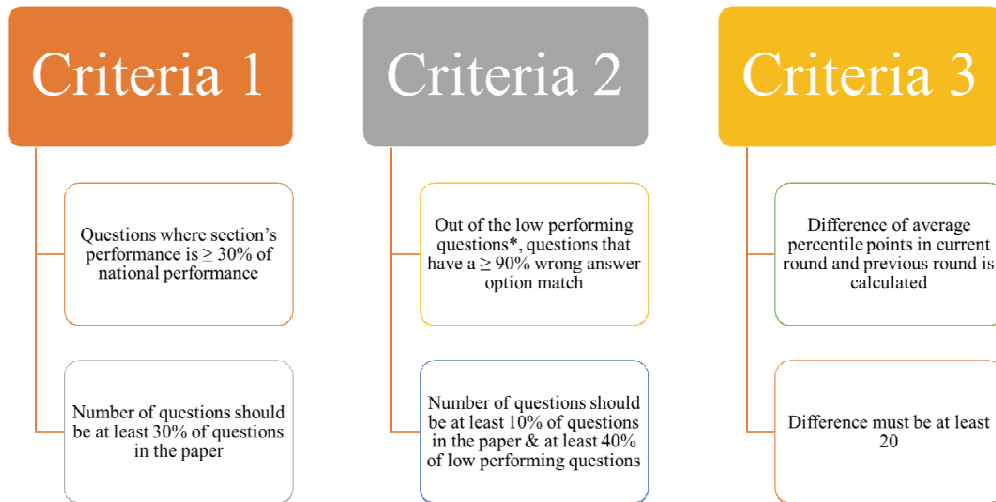 Criteria 1
Questions where section's
performance is ≥ 30% of
national performance
Number of questions should
be at least 30% of questions
in the paper
Criteria 2
Out of the low performing
questions*, questions that
have a ≥ 90% wrong answer
option match
Number of questions should
be at least 10% of questions
in the paper & at least 40%
of low performing questions
Criteria 3
Difference of average
percentile points in current
round and previous round is
calculated
Difference must be at least
20